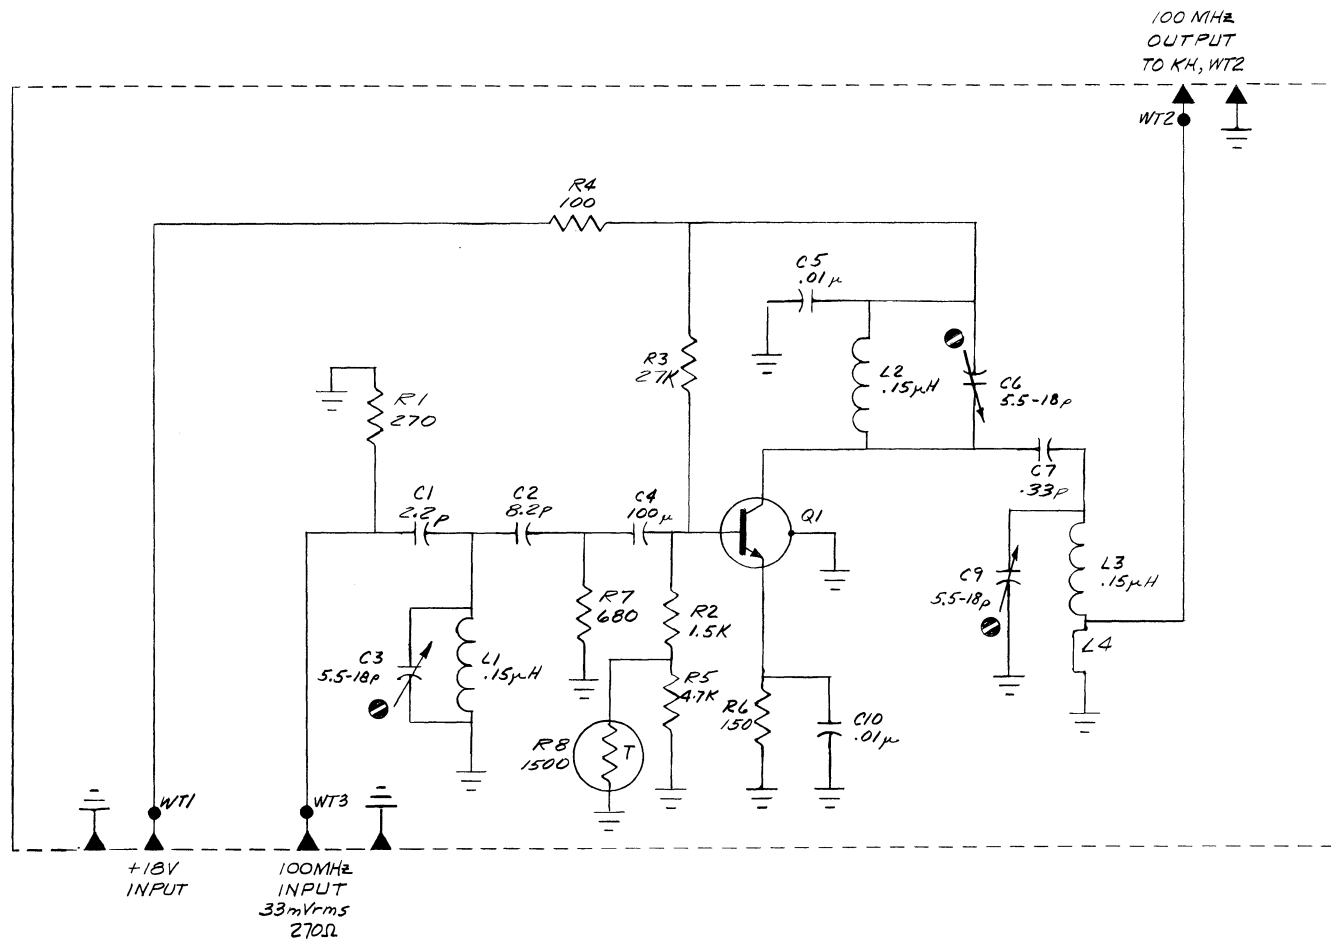 100 MHz
OUTPUT
TO KH, WT2
WT2
R4
100
C5
.01μ
R3
27K
L2
.15μH
C6
5.5-18p
R1
270
C7
.33p
C1
2.2p
C2
8.2p
C4
100μ
Q1
C9
5.5-18p
L3
.15μH
R7
680
R2
1.5K
L4
C3
5.5-18p
L1
.15μH
R5
4.7K
R6
150
C10
.01μ
R8
1500
T
WT1
WT3
+18V
INPUT
100MHz
INPUT
33mVrms
270Ω